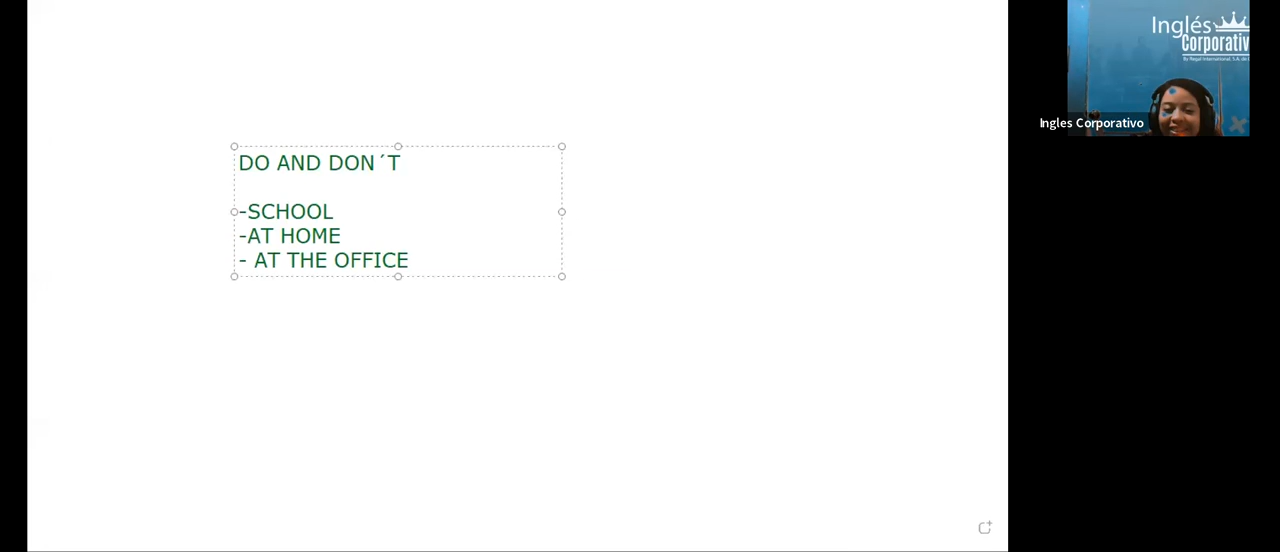 DO AND DON´T
-SCHOOL
-AT HOME
- AT THE OFFICE
Inglés
Corporativ
Ingles Corporativo